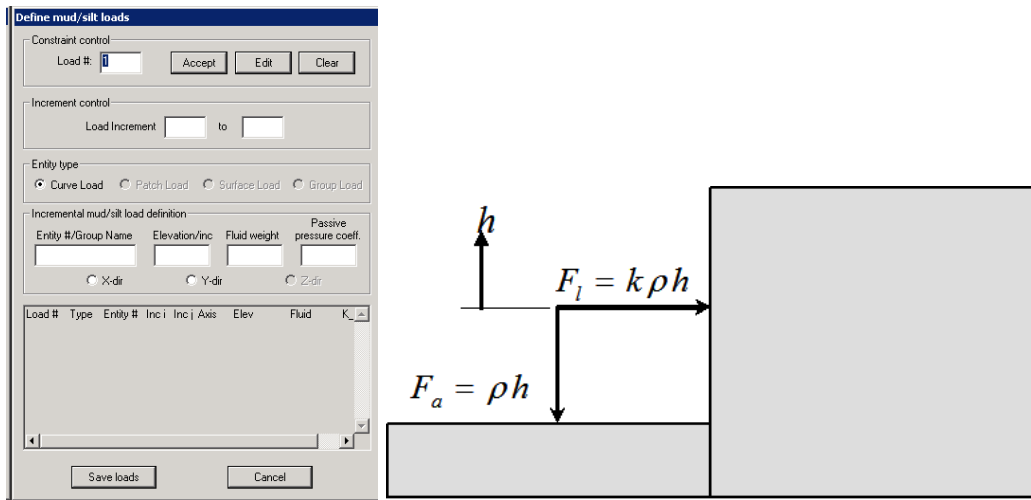 Define mud/silt loads
Constraint control
Load #: 1 Accept Edit Clear
Increment control
Load Increment to
Entity type
Curve Load Patch Load Surface Load Group Load
Incremental mud/silt load definition
Entity #/Group Name Elevation/inc Fluid weight Passive pressure coeff.
X-dir Y-dir Z-dir
Load # Type Entity # Inc i Inc j Axis Elev Fluid K_
Save loads Cancel
h
F_l = k ρ h
F_a = ρ h